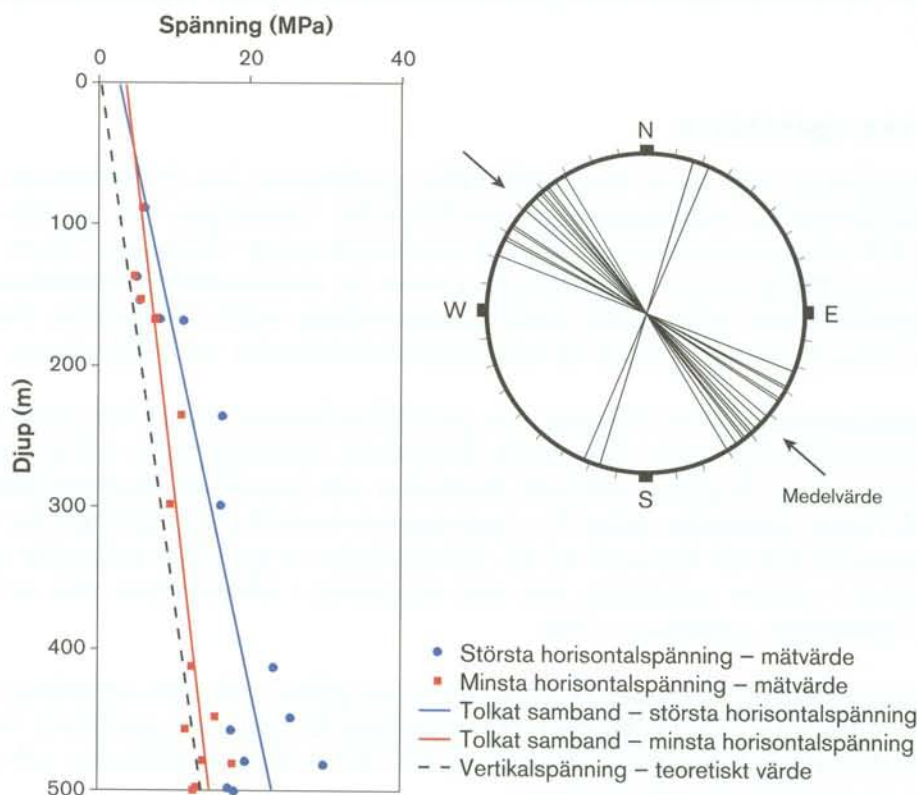 Spänning (MPa)
0 20 40
0
100
200
300
400
500
Djup (m)
N
W
E
S
Medelvärde
Största horisontalspänning – mätvärde
Minsta horisontalspänning – mätvärde
Tolkat samband – största horisontalspänning
Tolkat samband – minsta horisontalspänning
Vertikalspänning – teoretiskt värde